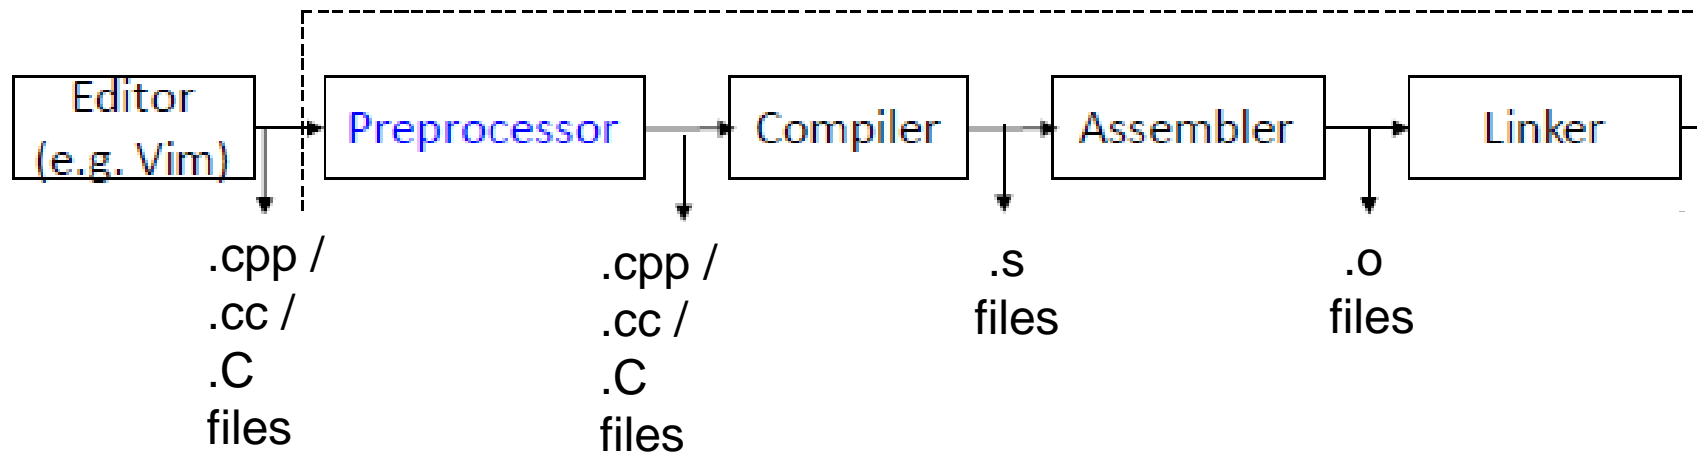 Editor
(e.g. Vim)
Preprocessor
Compiler
Assembler
Linker
.cpp /
.cc /
.C
files
.cpp /
.cc /
.C
files
.s
files
.o
files